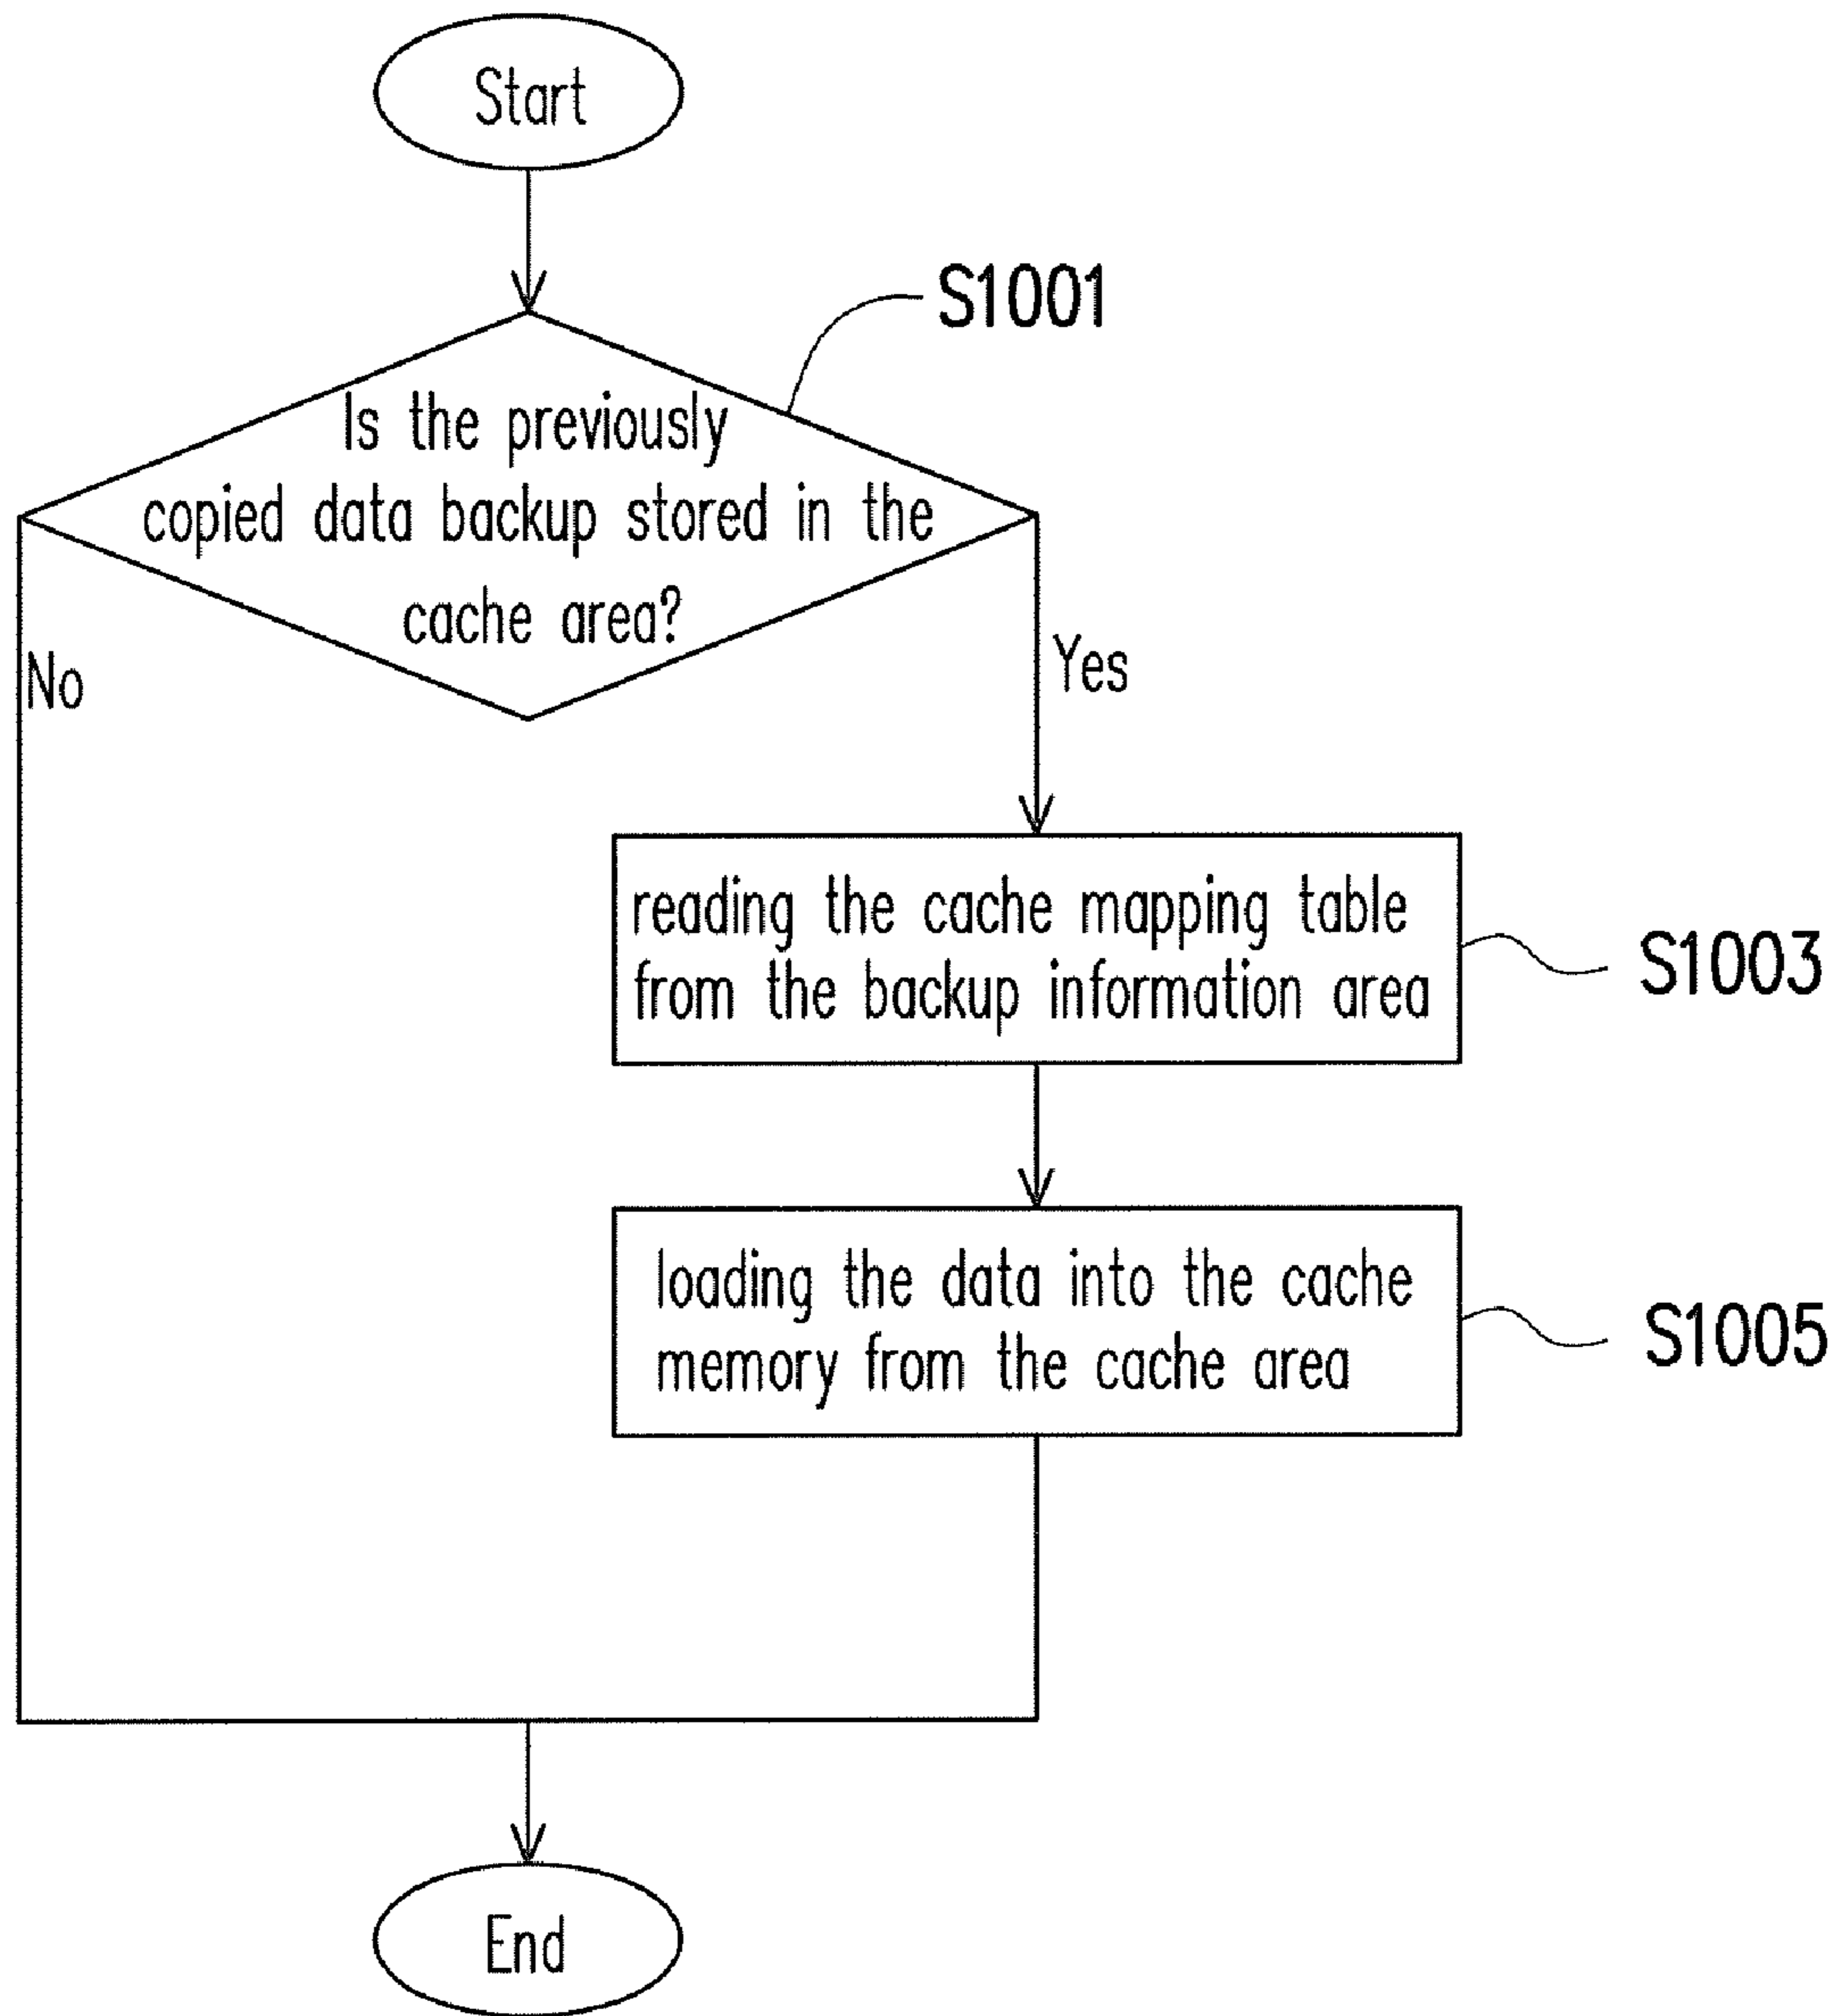 Start
S1001
Is the previously
copied data backup stored in the
cache area?
No
Yes
reading the cache mapping table
from the backup information area
S1003
loading the data into the cache
memory from the cache area
S1005
End